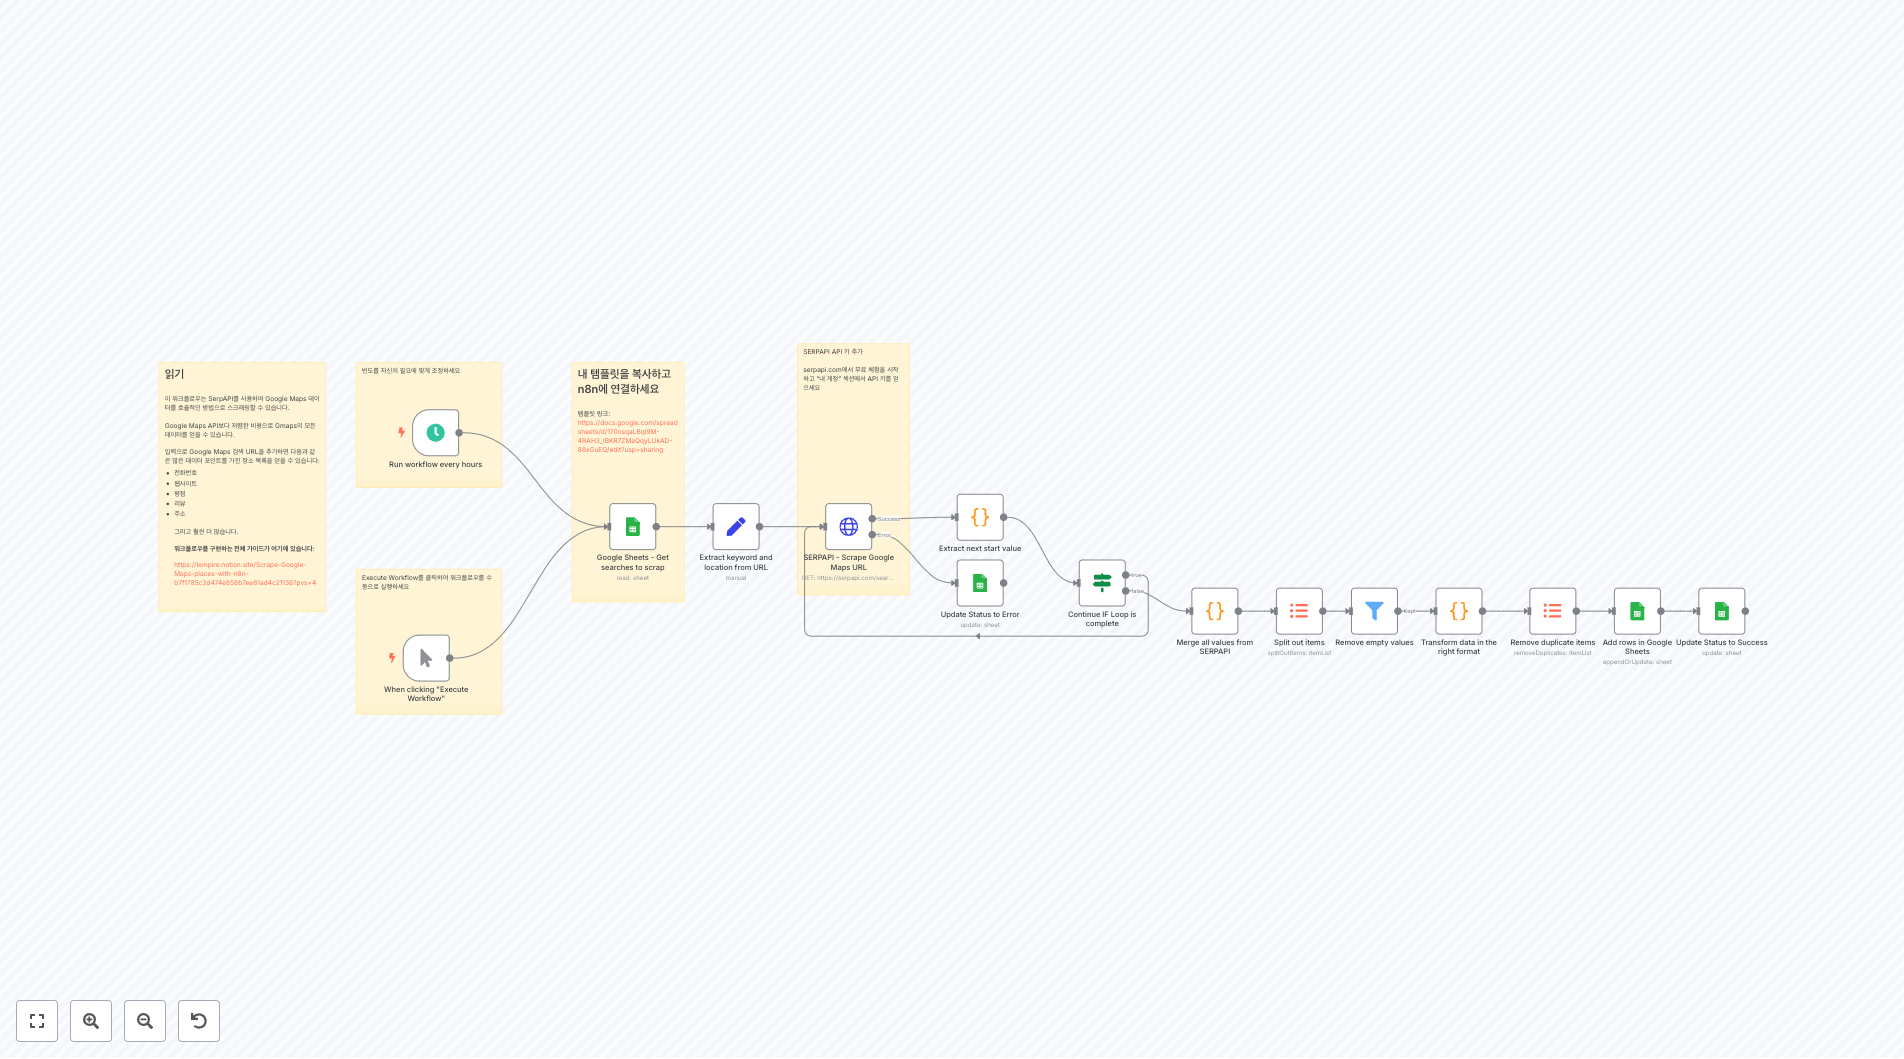 읽기
이 워크플로우는 SerpAPI를 사용하여 Google Maps 데이
터를 효율적인 방법으로 스크래핑할 수 있습니다.
Google Maps API보다 저렴한 비용으로 Gmaps의 모든
데이터를 얻을 수 있습니다.
입력으로 Google Maps 검색 URL을 추가하면 다음과 같
은 많은 데이터 포인트를 가진 장소 목록을 얻을 수 있습니다:
• 전화번호
• 웹사이트
• 평점
• 리뷰
• 주소
그리고 훨씬 더 많습니다.
워크플로우를 구현하는 전체 가이드가 여기에 있습니다:
https://lempire.notion.site/Scrape-Google-
Maps-places-with-n8n-
b7f1785c3d474e858b7ee61ad4c21136?pvs=4
빈도를 자신의 필요에 맞게 조정하세요
Run workflow every hours
Execute Workflow를 클릭하여 워크플로우를 수
동으로 실행하세요
When clicking "Execute
Workflow"
내 템플릿을 복사하고
n8n에 연결하세요
템플릿 링크:
https://docs.google.com/spread
Google Sheets - Get
searches to scrap
read: sheet
Extract keyword and
location from URL
manual
SERPAPI API 키 추가
serpapi.com에서 무료 체험을 시작
하고 "내 계정" 섹션에서 API 키를 얻
으세요
SERPAPI - Scrape Google
Maps URL
GET: https://serpapi.com/sear...
Success
Error
Extract next start value
Update Status to Error
update: sheet
Continue IF Loop is
complete
true
false
Merge all values from
SERPAPI
Split out items
splitOutItems: itemList
Remove empty values
Kept
Transform data in the
right format
Remove duplicate items
removeDuplicates: itemList
Add rows in Google
Sheets
appendOrUpdate: sheet
Update Status to Success
update: sheet